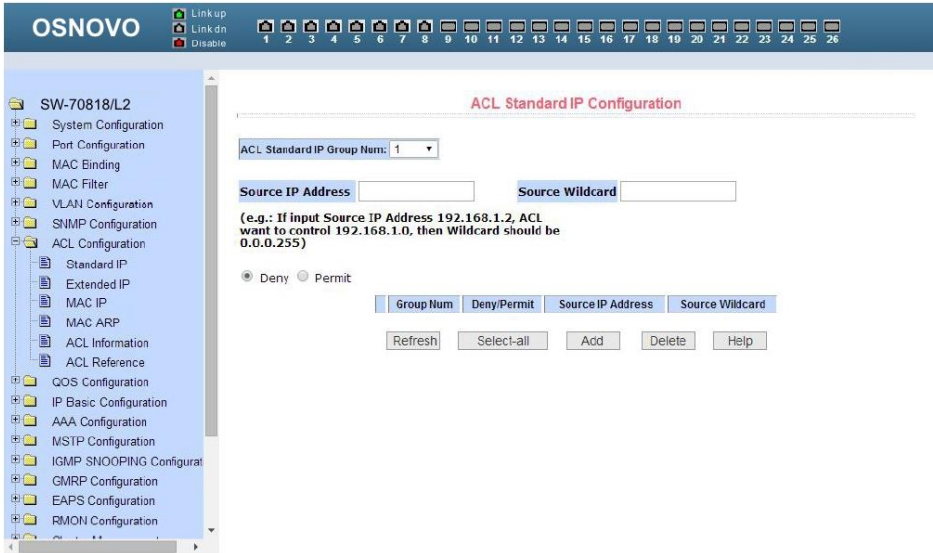 OSNOVO
Link up
Link dn
Disable
1 2 3 4 5 6 7 8 9 10 11 12 13 14 15 16 17 18 19 20 21 22 23 24 25 26
SW-70818/L2
System Configuration
Port Configuration
MAC Binding
MAC Filter
VLAN Configuration
SNMP Configuration
ACL Configuration
Standard IP
Extended IP
MAC IP
MAC ARP
ACL Information
ACL Reference
QOS Configuration
IP Basic Configuration
AAA Configuration
MSTP Configuration
IGMP SNOOPING Configurat
GMRP Configuration
EAPS Configuration
RMON Configuration
ACL Standard IP Configuration
ACL Standard IP Group Num: 1
Source IP Address
Source Wildcard
(e.g.: If input Source IP Address 192.168.1.2, ACL
want to control 192.168.1.0, then Wildcard should be
0.0.0.255)
Deny Permit
Group Num Deny/Permit Source IP Address Source Wildcard
Refresh Select-all Add Delete Help